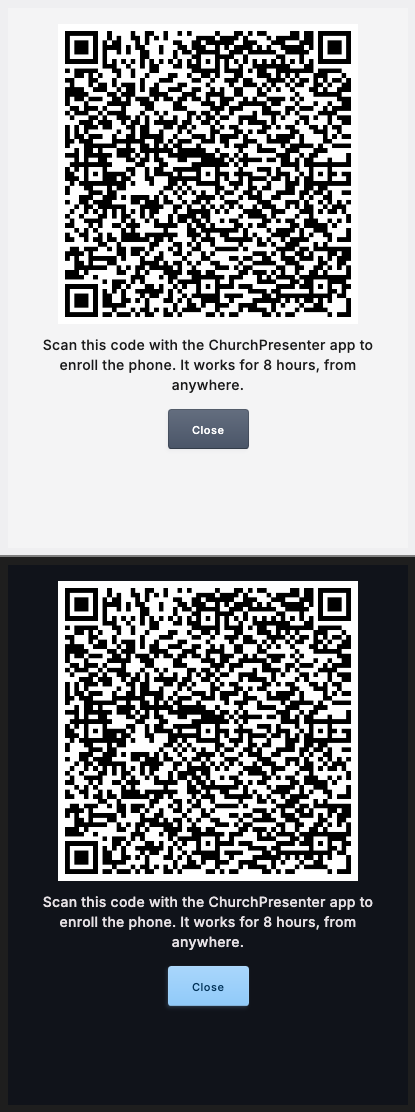 Scan this code with the ChurchPresenter app to
enroll the phone. It works for 8 hours, from
anywhere.
Close
Scan this code with the ChurchPresenter app to
enroll the phone. It works for 8 hours, from
anywhere.
Close